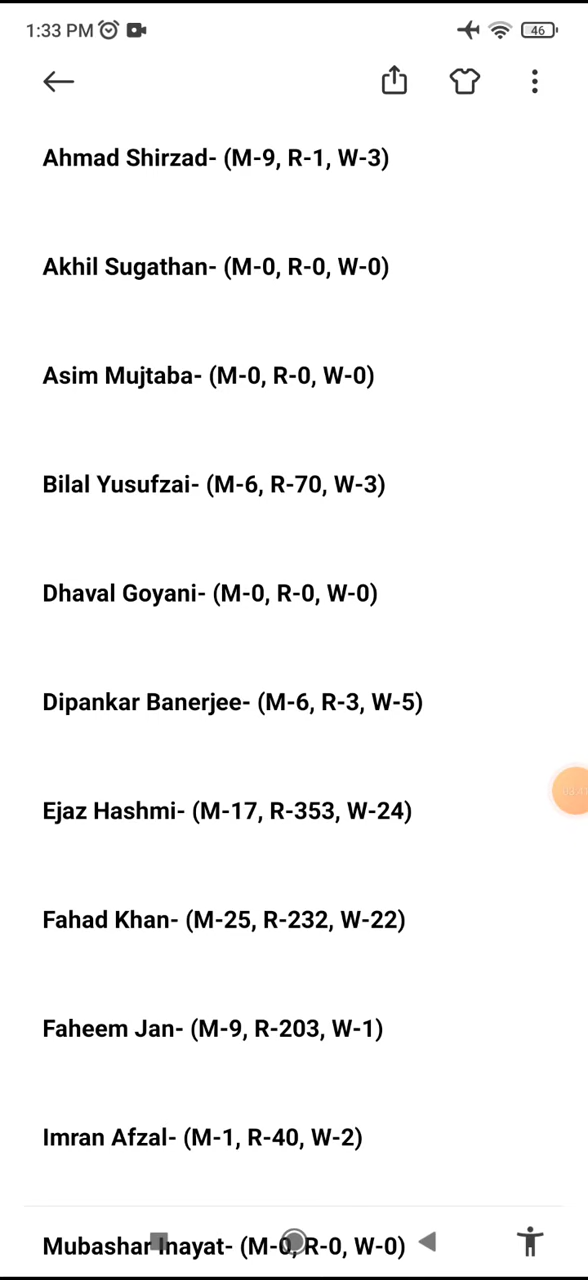 1:33 PM
46
Ahmad Shirzad- (M-9, R-1, W-3)
Akhil Sugathan- (M-0, R-0, W-0)
Asim Mujtaba- (M-0, R-0, W-0)
Bilal Yusufzai- (M-6, R-70, W-3)
Dhaval Goyani- (M-0, R-0, W-0)
Dipankar Banerjee- (M-6, R-3, W-5)
Ejaz Hashmi- (M-17, R-353, W-24)
Fahad Khan- (M-25, R-232, W-22)
Faheem Jan- (M-9, R-203, W-1)
Imran Afzal- (M-1, R-40, W-2)
Mubashar Inayat- (M-0, R-0, W-0)